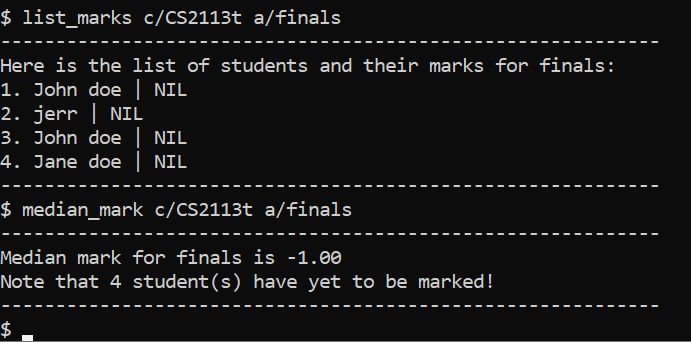 $ list_marks c/CS2113t a/finals
------------------------------------------------------------
Here is the list of students and their marks for finals:
1. John doe | NIL
2. jerr | NIL
3. John doe | NIL
4. Jane doe | NIL
------------------------------------------------------------
$ median_mark c/CS2113t a/finals
------------------------------------------------------------
Median mark for finals is -1.00
Note that 4 student(s) have yet to be marked!
------------------------------------------------------------
$